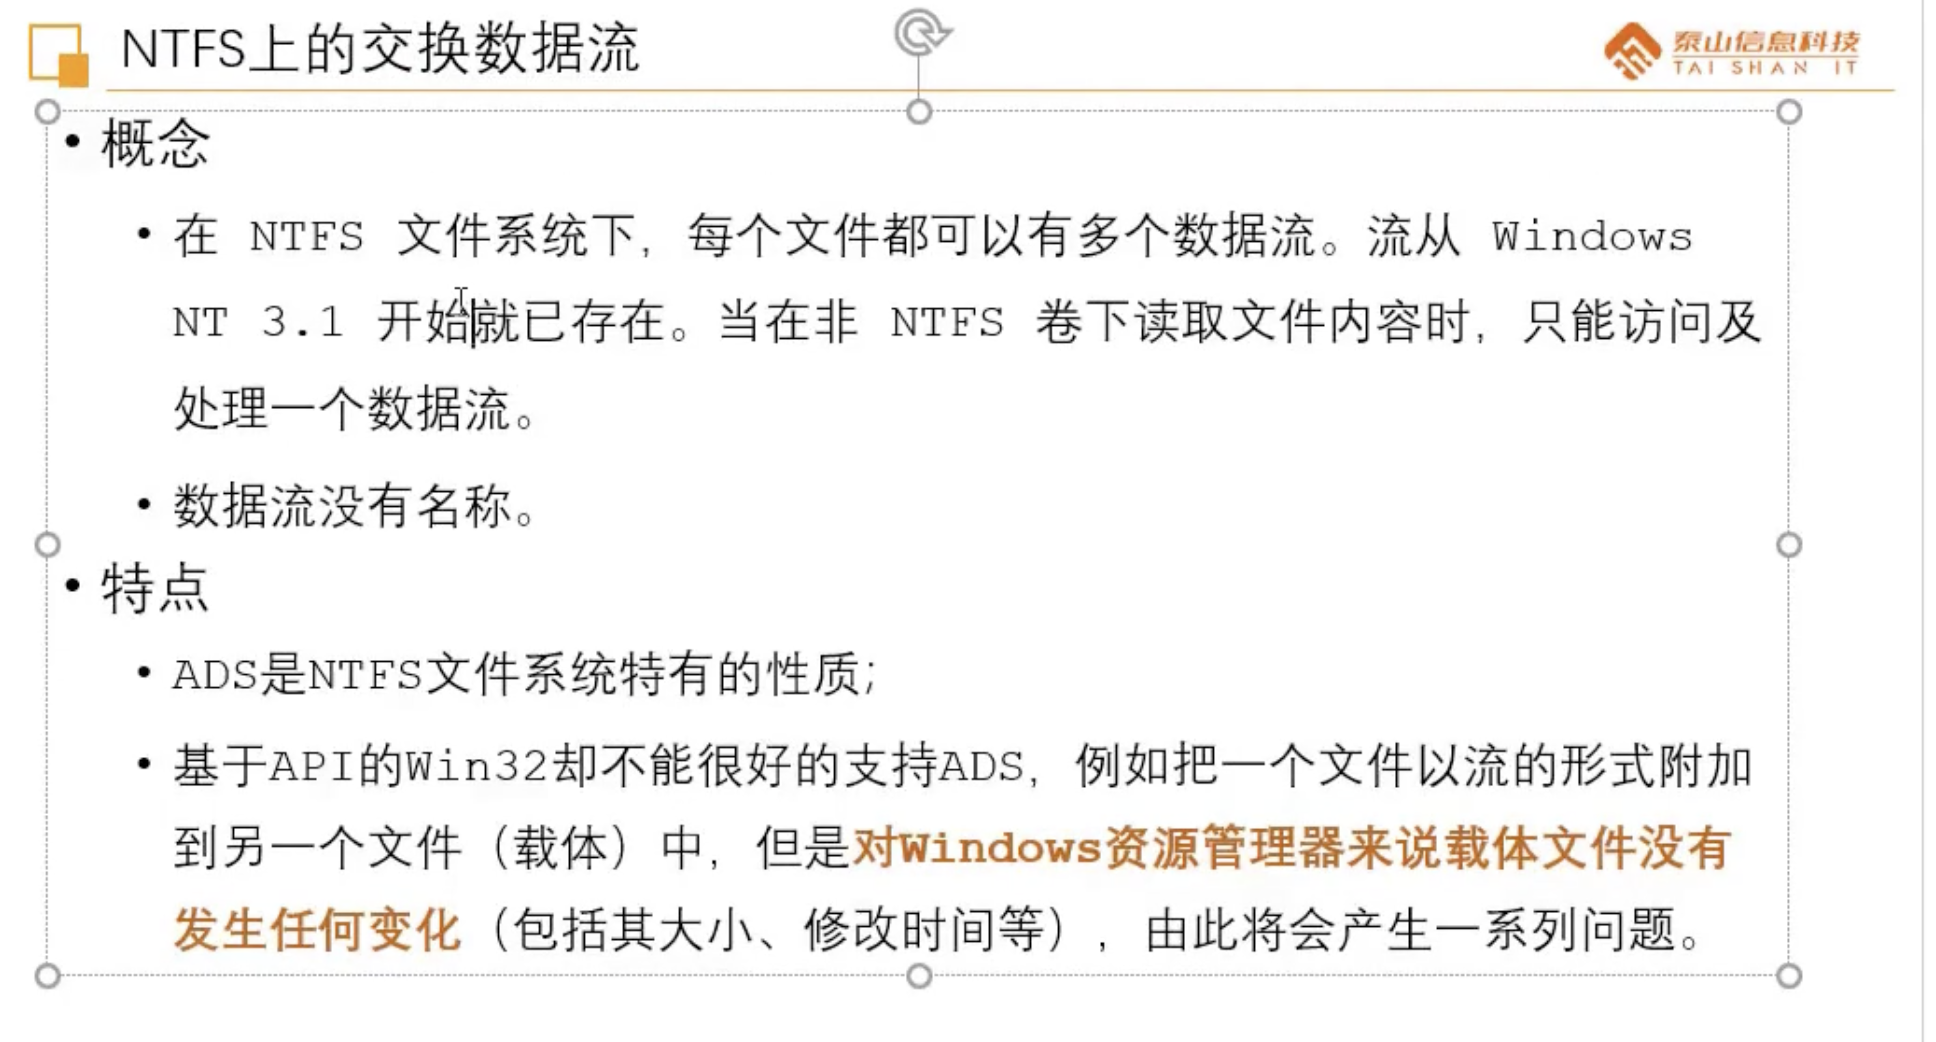 NTFS上的交换数据流
泰山信息科技
TAI SHAN IT
• 概念
• 在 NTFS 文件系统下，每个文件都可以有多个数据流。流从 Windows
NT 3.1 开始就已存在。当在非 NTFS 卷下读取文件内容时，只能访问及
处理一个数据流。
• 数据流没有名称。
• 特点
• ADS是NTFS文件系统特有的性质；
• 基于API的Win32却不能很好的支持ADS，例如把一个文件以流的形式附加
到另一个文件（载体）中，但是对Windows资源管理器来说载体文件没有
发生任何变化（包括其大小、修改时间等），由此将会产生一系列问题。